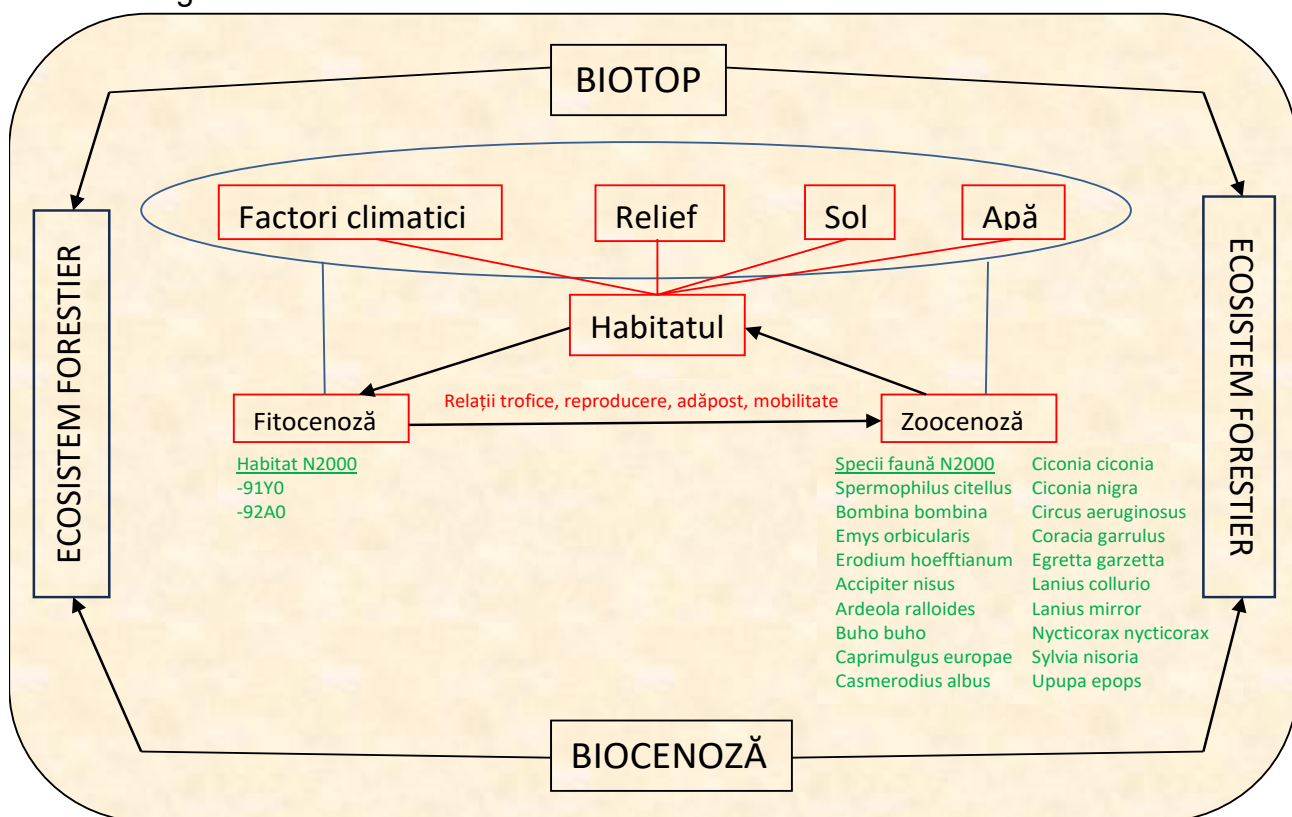 g
BIOTOP
Factori climatici
Relief
Sol
Apă
ECOSISTEM FORESTIER
ECOSISTEM FORESTIER
Habitatul
Relații trofice, reproducere, adăpost, mobilitate
Fitocenoză
Zoocenoză
Habitat N2000
-91Y0
-92A0
Specii faună N2000
Spermophilus citellus
Bombina bombina
Emys orbicularis
Erodium hoefftianum
Accipiter nisus
Ardeola ralloides
Buho buho
Caprimulgus europae
Casmerodius albus
Ciconia ciconia
Ciconia nigra
Circus aeruginosus
Coracia garrulus
Egretta garzetta
Lanius collurio
Lanius mirror
Nycticorax nycticorax
Sylvia nisoria
Upupa epops
BIOCENOZĂ